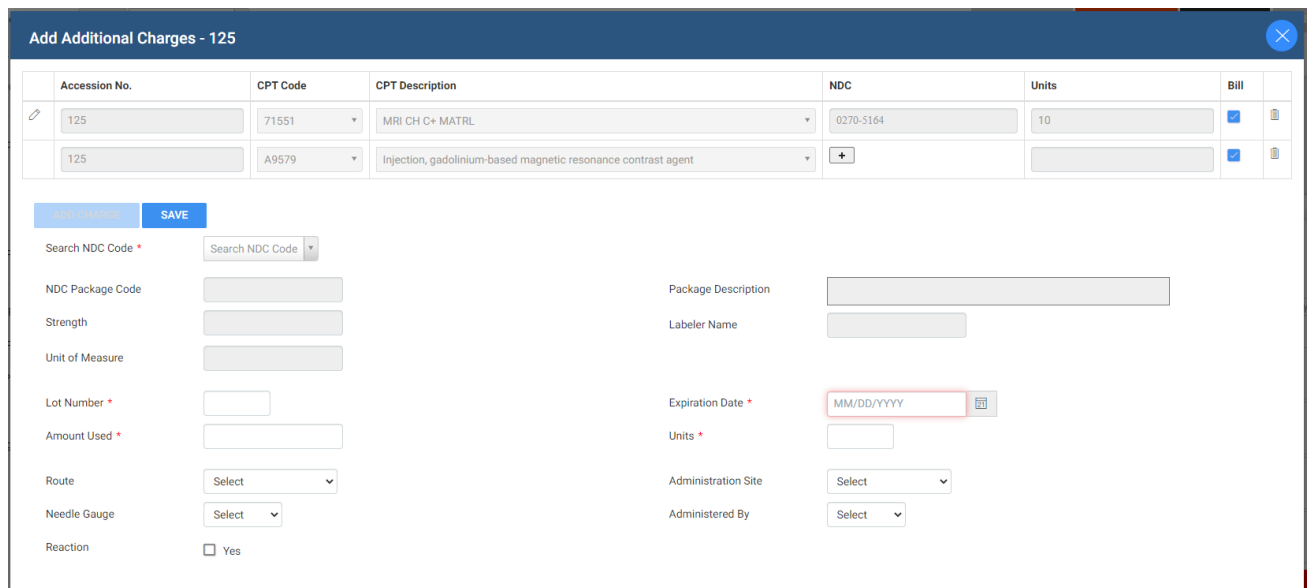 Add Additional Charges - 125
Accession No. CPT Code CPT Description NDC Units Bill
125 71551 MRI CH C+ MATRL 0270-5164 10
125 A9579 Injection, gadolinium-based magnetic resonance contrast agent +
ADD CHARGE SAVE
Search NDC Code * Search NDC Code
NDC Package Code Package Description
Strength Labeler Name
Unit of Measure
Lot Number * Expiration Date * MM/DD/YYYY
Amount Used * Units *
Route Select Administration Site Select
Needle Gauge Select Administered By Select
Reaction Yes